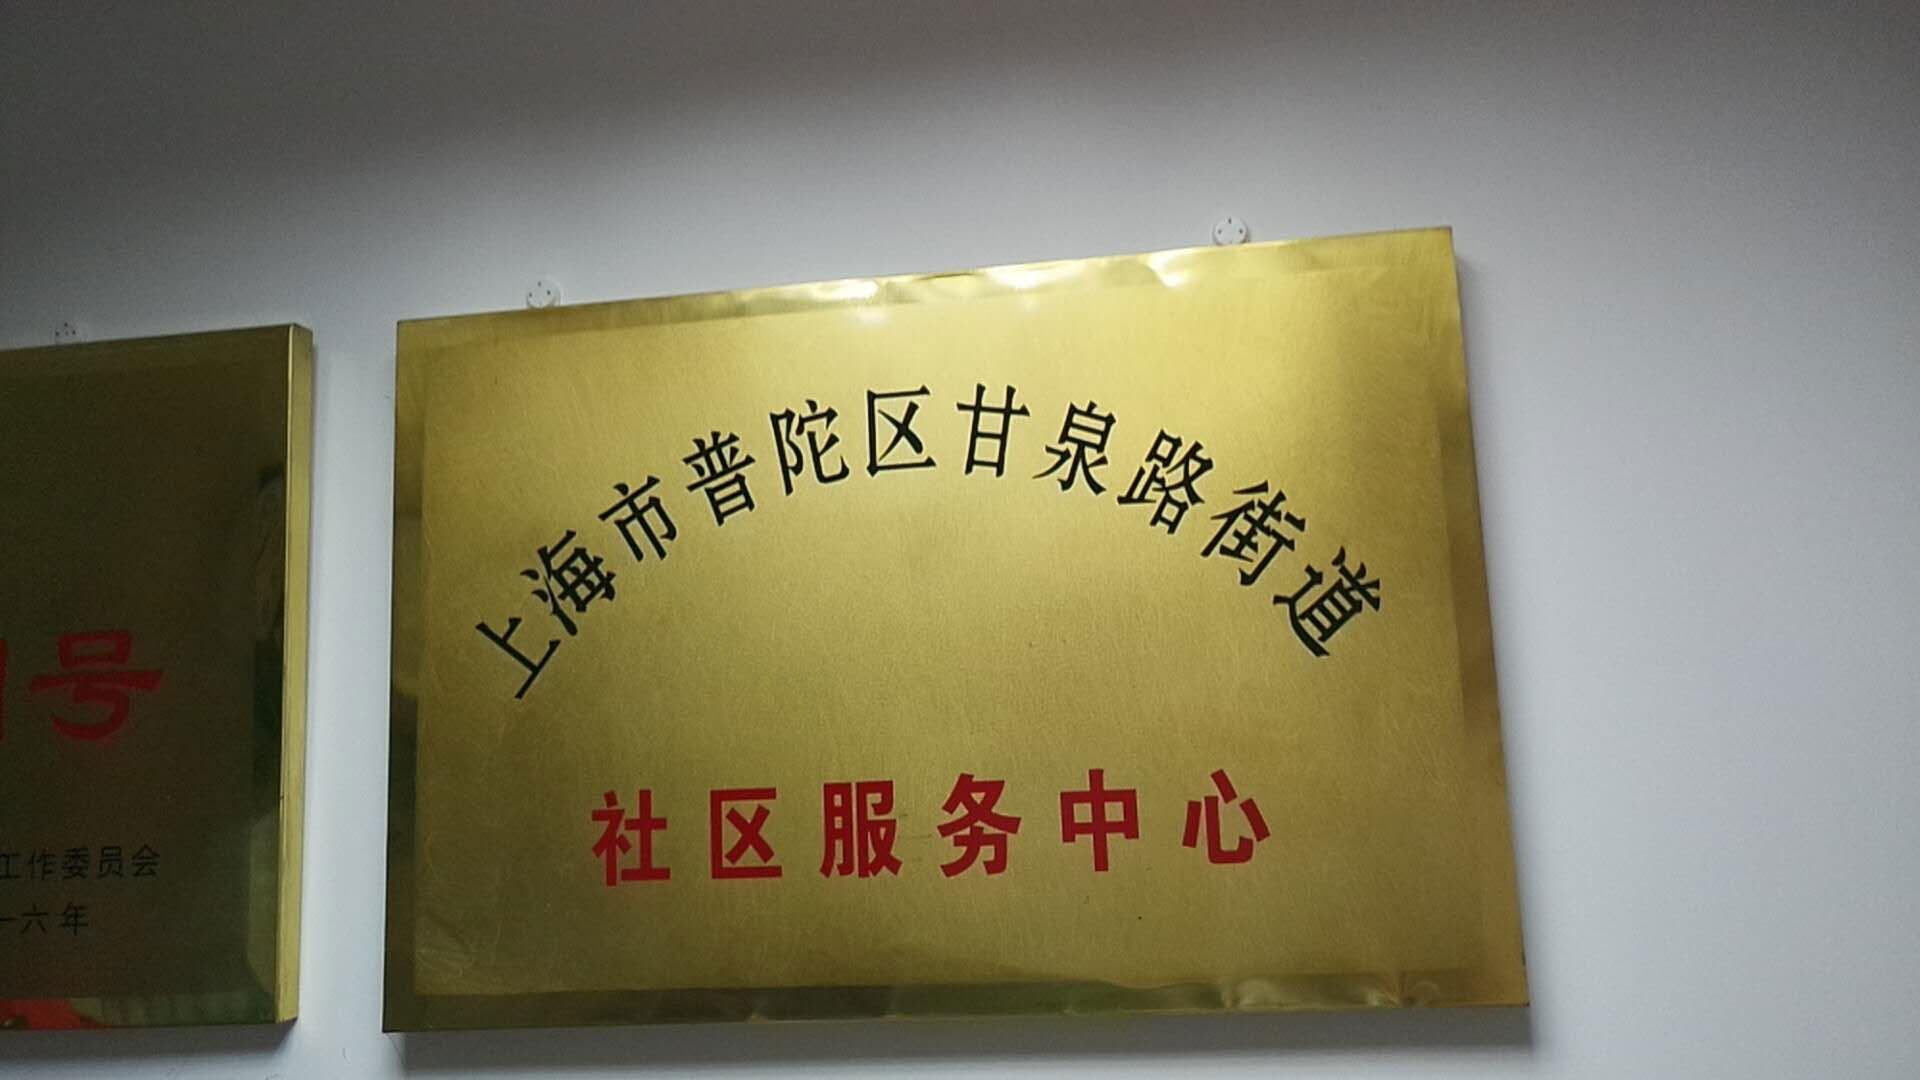 号
工作委员会
一六年
上海市普陀区甘泉路街道
社区服务中心